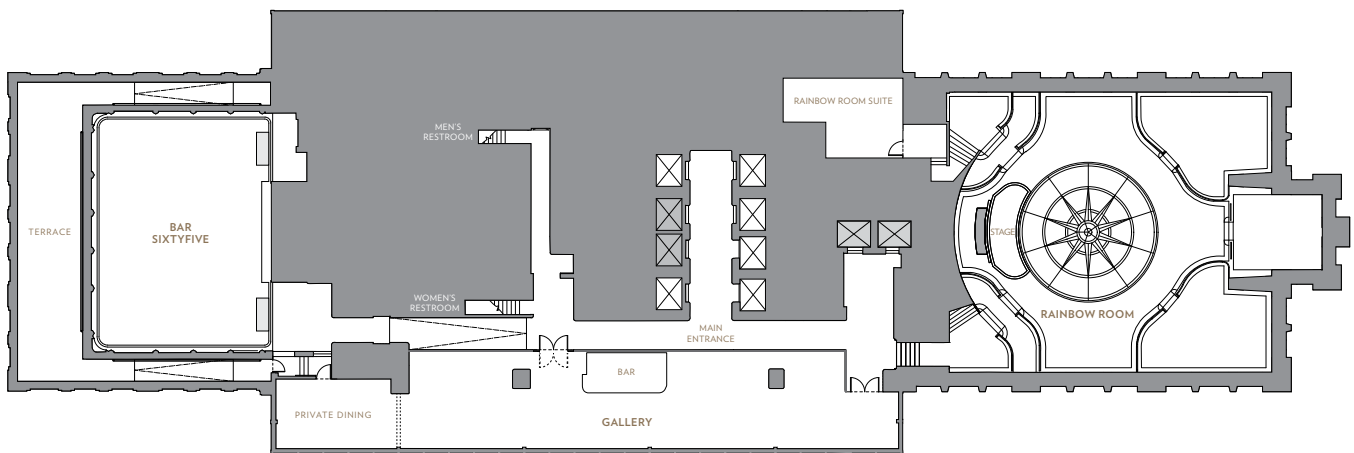 RAINBOW ROOM SUITE
MEN'S
RESTROOM
TERRACE
BAR
SIXTYFIVE
STAGE
WOMEN'S
RESTROOM
RAINBOW ROOM
MAIN
ENTRANCE
BAR
PRIVATE DINING
GALLERY